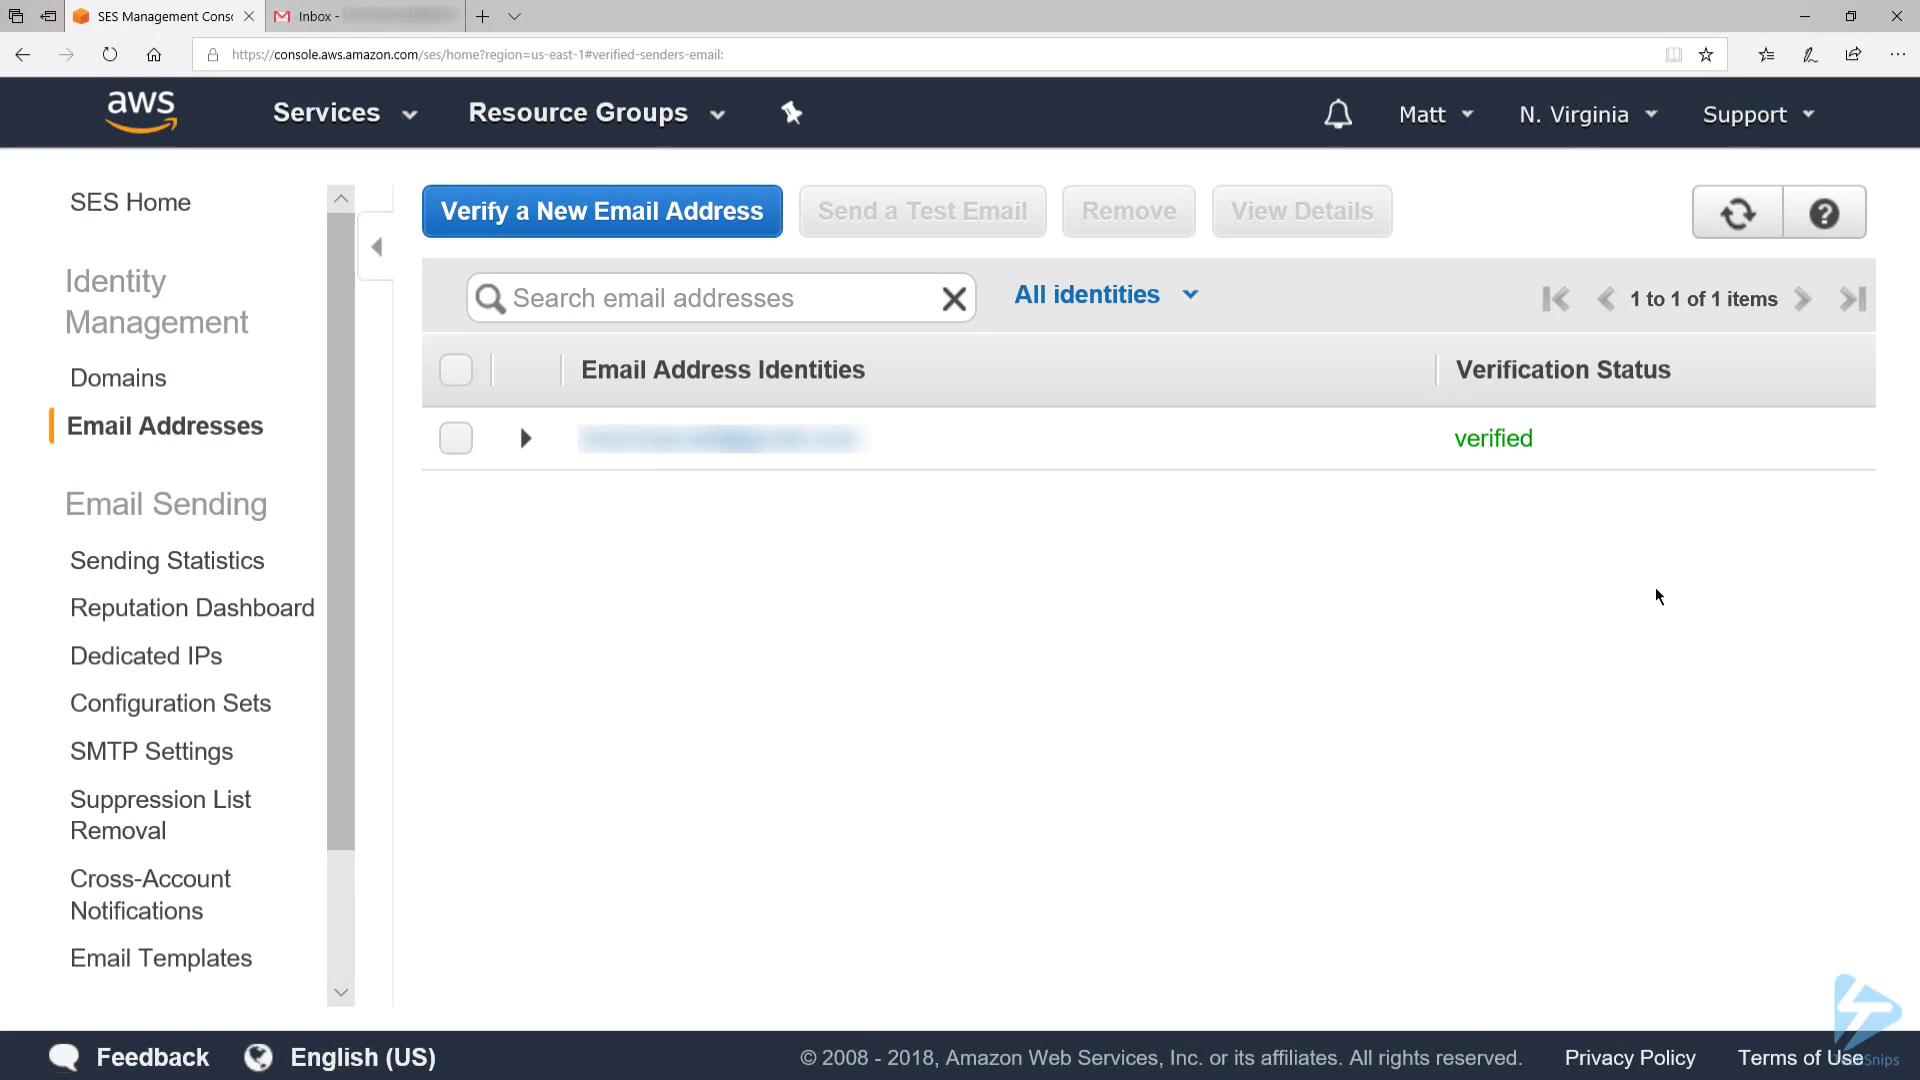 SES Management Consc
Inbox -
https://console.aws.amazon.com/ses/home?region=us-east-1#verified-senders-email:
aws
Services
Resource Groups
Matt
N. Virginia
Support
SES Home
Identity
Management
Domains
Email Addresses
Email Sending
Sending Statistics
Reputation Dashboard
Dedicated IPs
Configuration Sets
SMTP Settings
Suppression List
Removal
Cross-Account
Notifications
Email Templates
Verify a New Email Address
Send a Test Email
Remove
View Details
Search email addresses
All identities
1 to 1 of 1 items
Email Address Identities
Verification Status
verified
Feedback
English (US)
© 2008 - 2018, Amazon Web Services, Inc. or its affiliates. All rights reserved.
Privacy Policy
Terms of Use